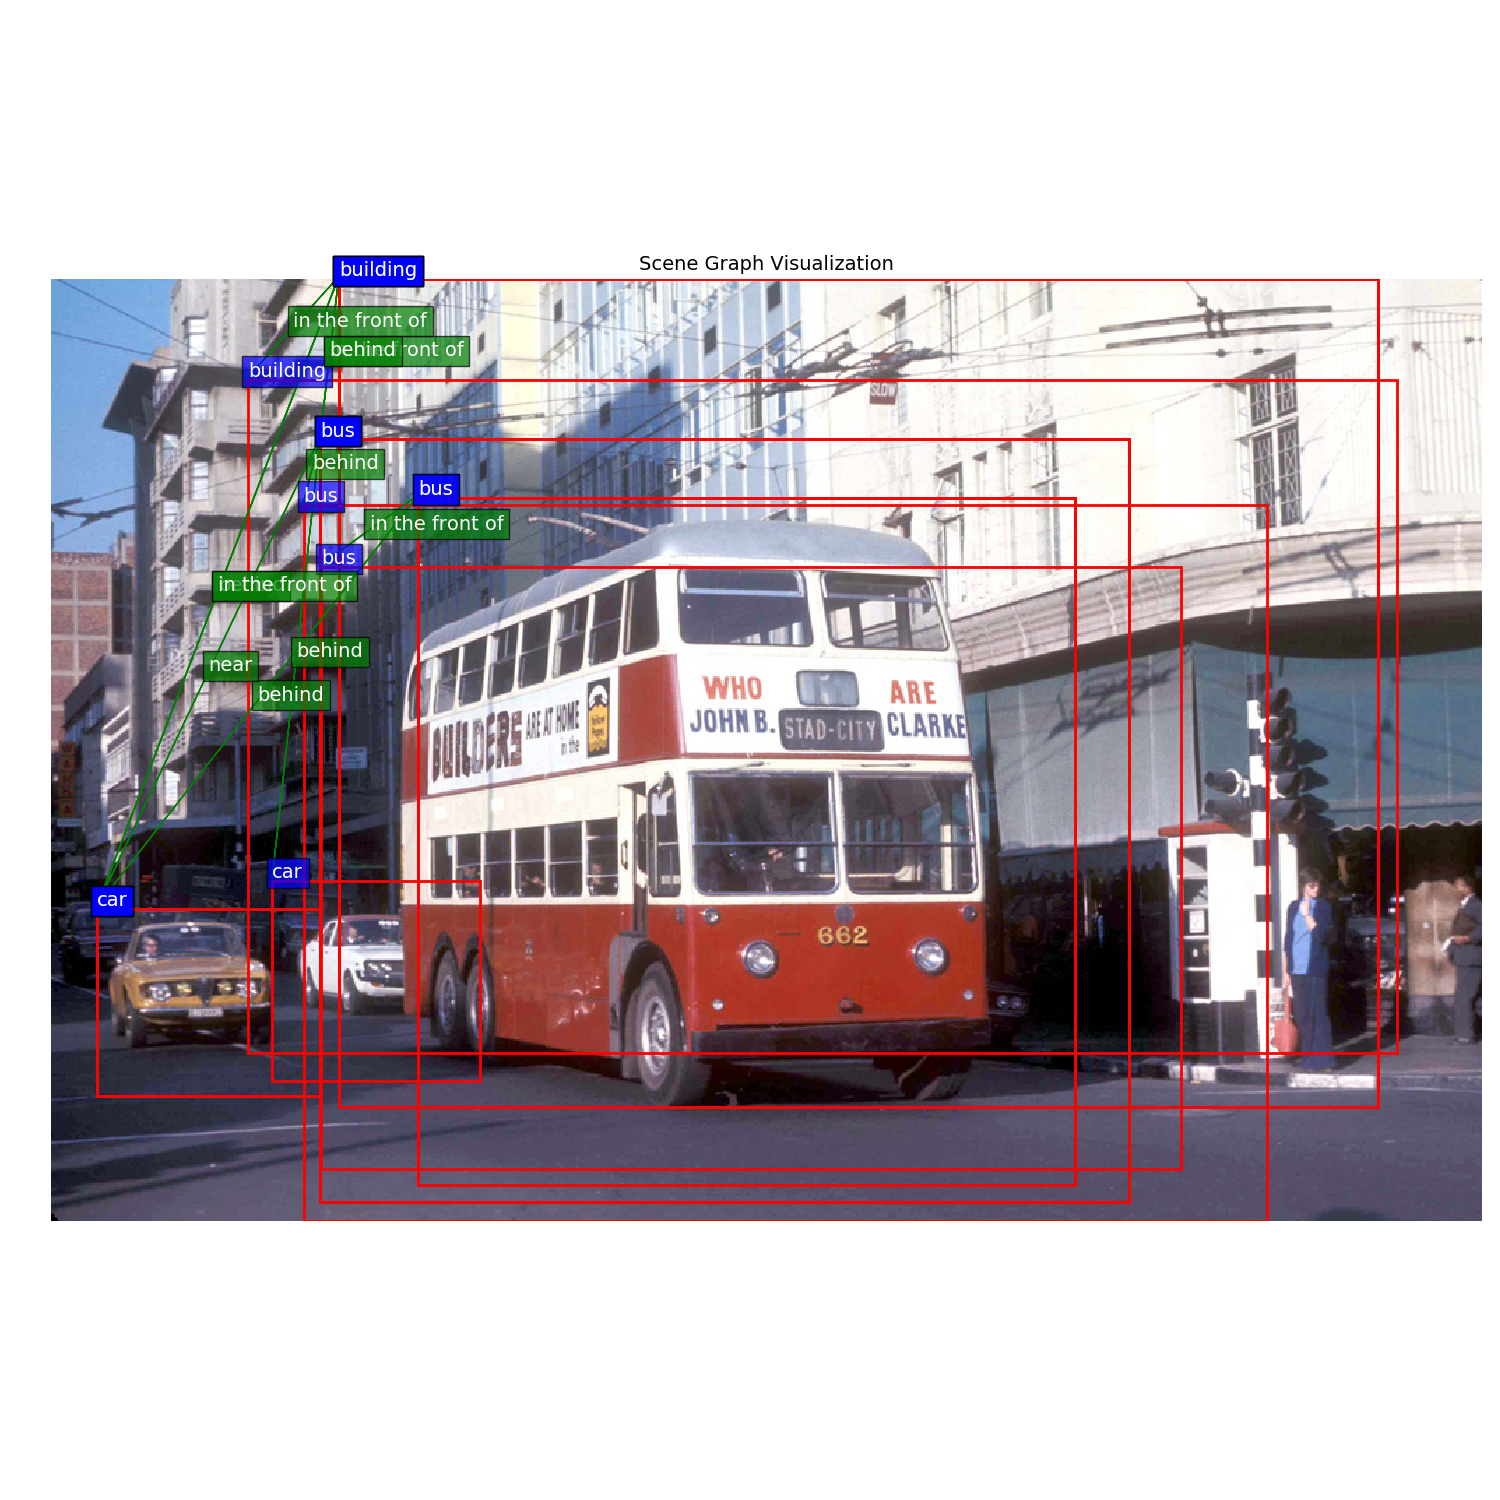 Scene Graph Visualization
building
in the front of
behind
ront of
building
bus
behind
bus
bus
in the front of
bus
in the front of
behind
near
behind
car
car
SLOW
WHO ARE
JOHN B. STAD-CITY CLARKE
BUILDERS ARE AT HOME
in the
Yellow Pages
662